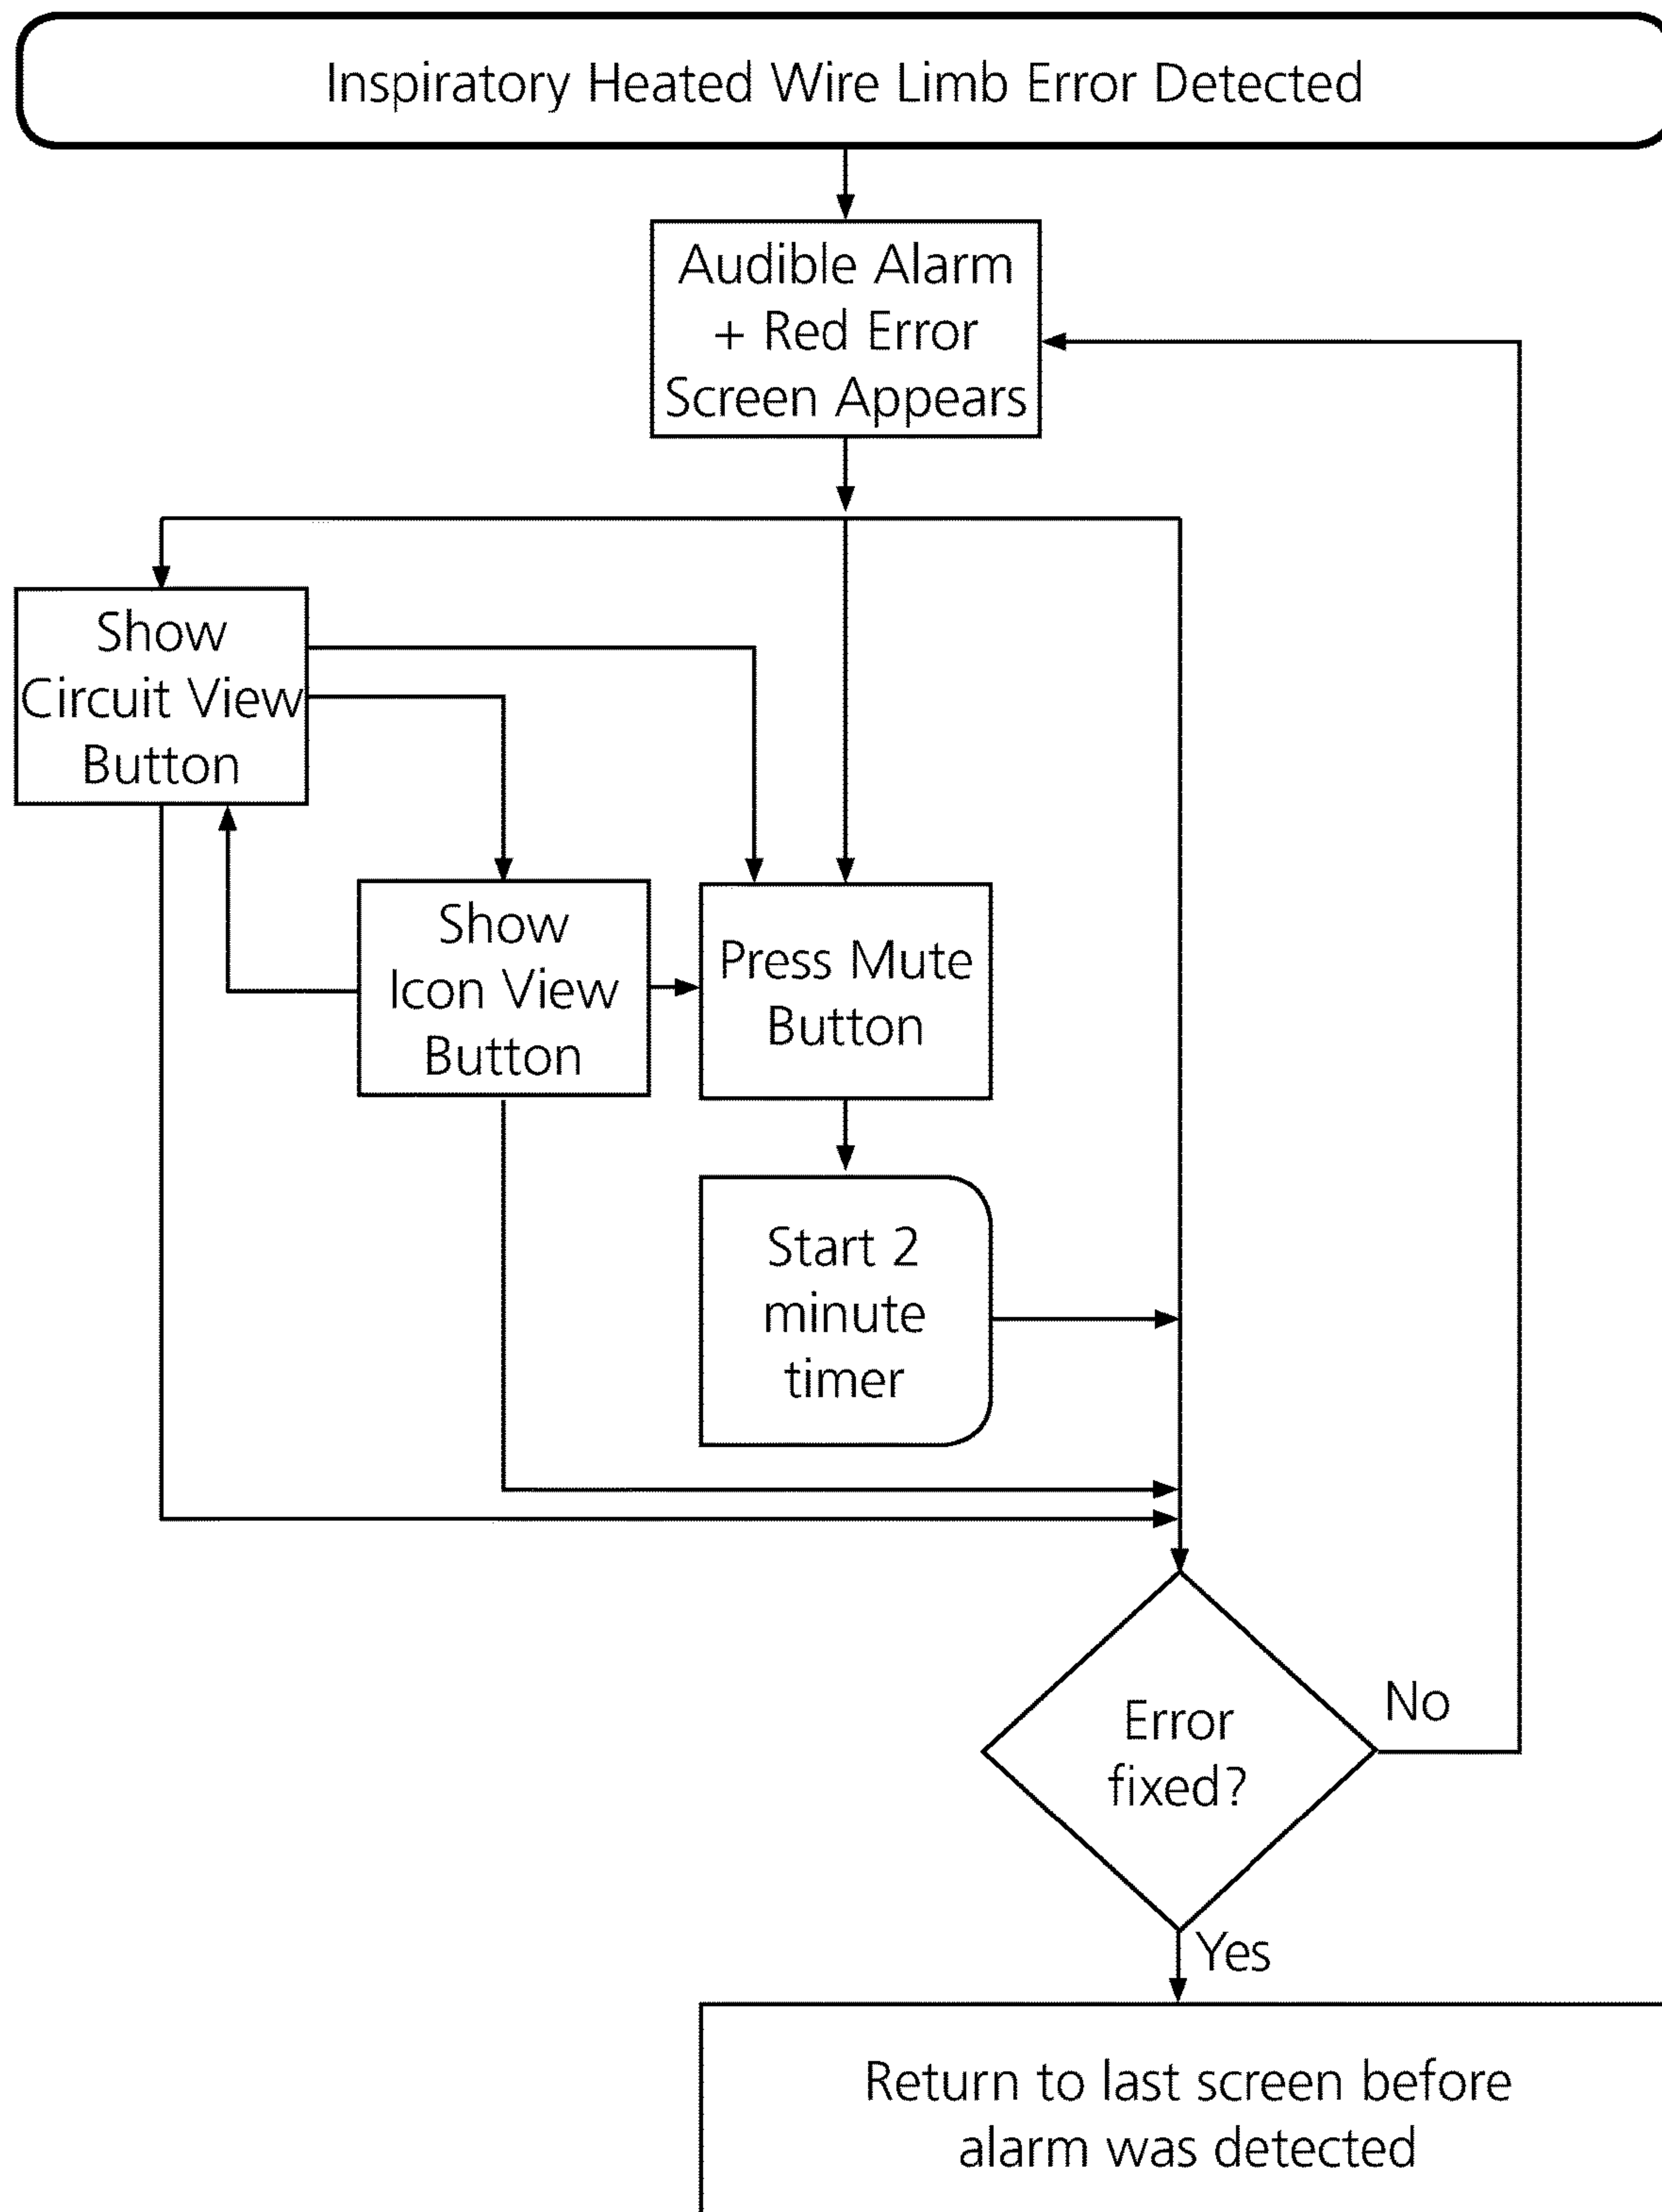 Inspiratory Heated Wire Limb Error Detected
Audible Alarm
+ Red Error
Screen Appears
Show
Circuit View
Button
Show
Icon View
Button
Press Mute
Button
Start 2
minute
timer
Error
fixed?
No
Yes
Return to last screen before
alarm was detected